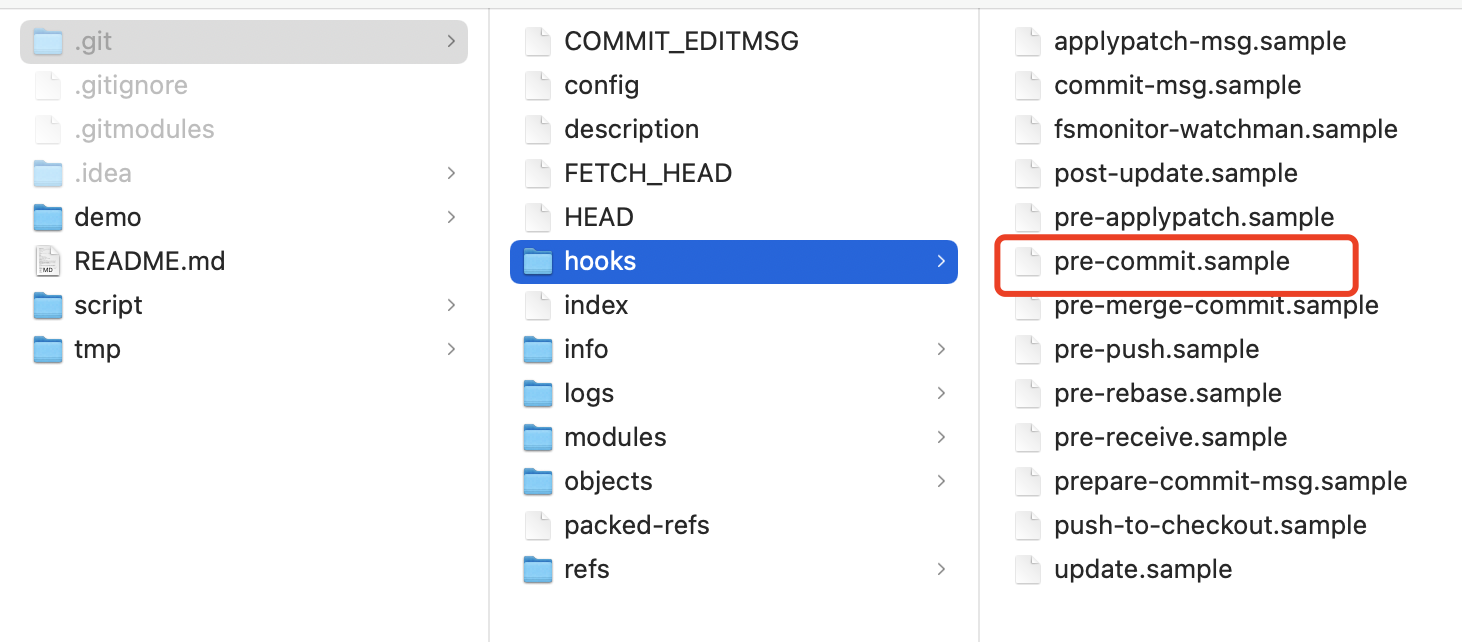 .git
.gitignore
.gitmodules
.idea
demo
README.md
script
tmp
COMMIT_EDITMSG
config
description
FETCH_HEAD
HEAD
hooks
index
info
logs
modules
objects
packed-refs
refs
applypatch-msg.sample
commit-msg.sample
fsmonitor-watchman.sample
post-update.sample
pre-applypatch.sample
pre-commit.sample
pre-merge-commit.sample
pre-push.sample
pre-rebase.sample
pre-receive.sample
prepare-commit-msg.sample
push-to-checkout.sample
update.sample